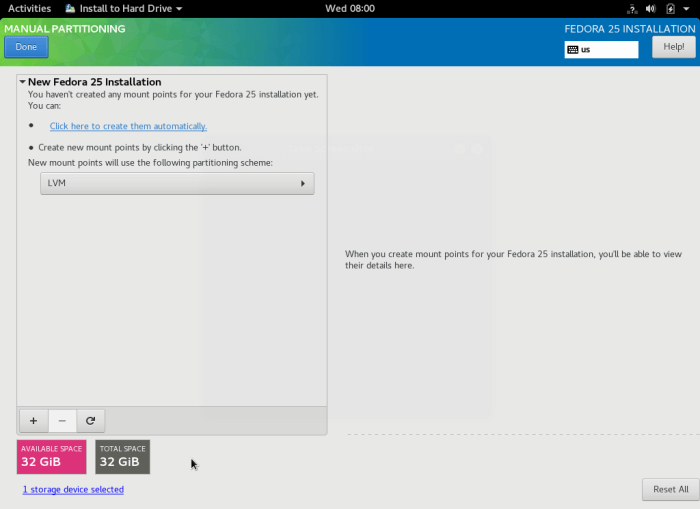 Activities Install to Hard Drive Wed 08:00
MANUAL PARTITIONING FEDORA 25 INSTALLATION
Done us Help!
New Fedora 25 Installation
You haven't created any mount points for your Fedora 25 installation yet.
You can:
• Click here to create them automatically.
• Create new mount points by clicking the '+' button.
New mount points will use the following partitioning scheme:
LVM
When you create mount points for your Fedora 25 installation, you'll be able to view
their details here.
+ −
AVAILABLE SPACE TOTAL SPACE
32 GiB 32 GiB
1 storage device selected
Reset All